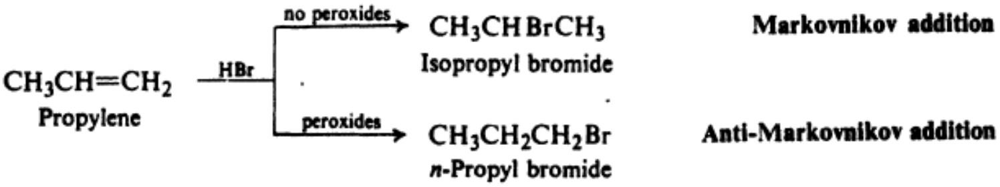 no peroxides
CH₃CHBrCH₃
Markovnikov addition
Isopropyl bromide
CH₃CH=CH₂
HBr
Propylene
peroxides
CH₃CH₂CH₂Br
Anti-Markovnikov addition
n-Propyl bromide